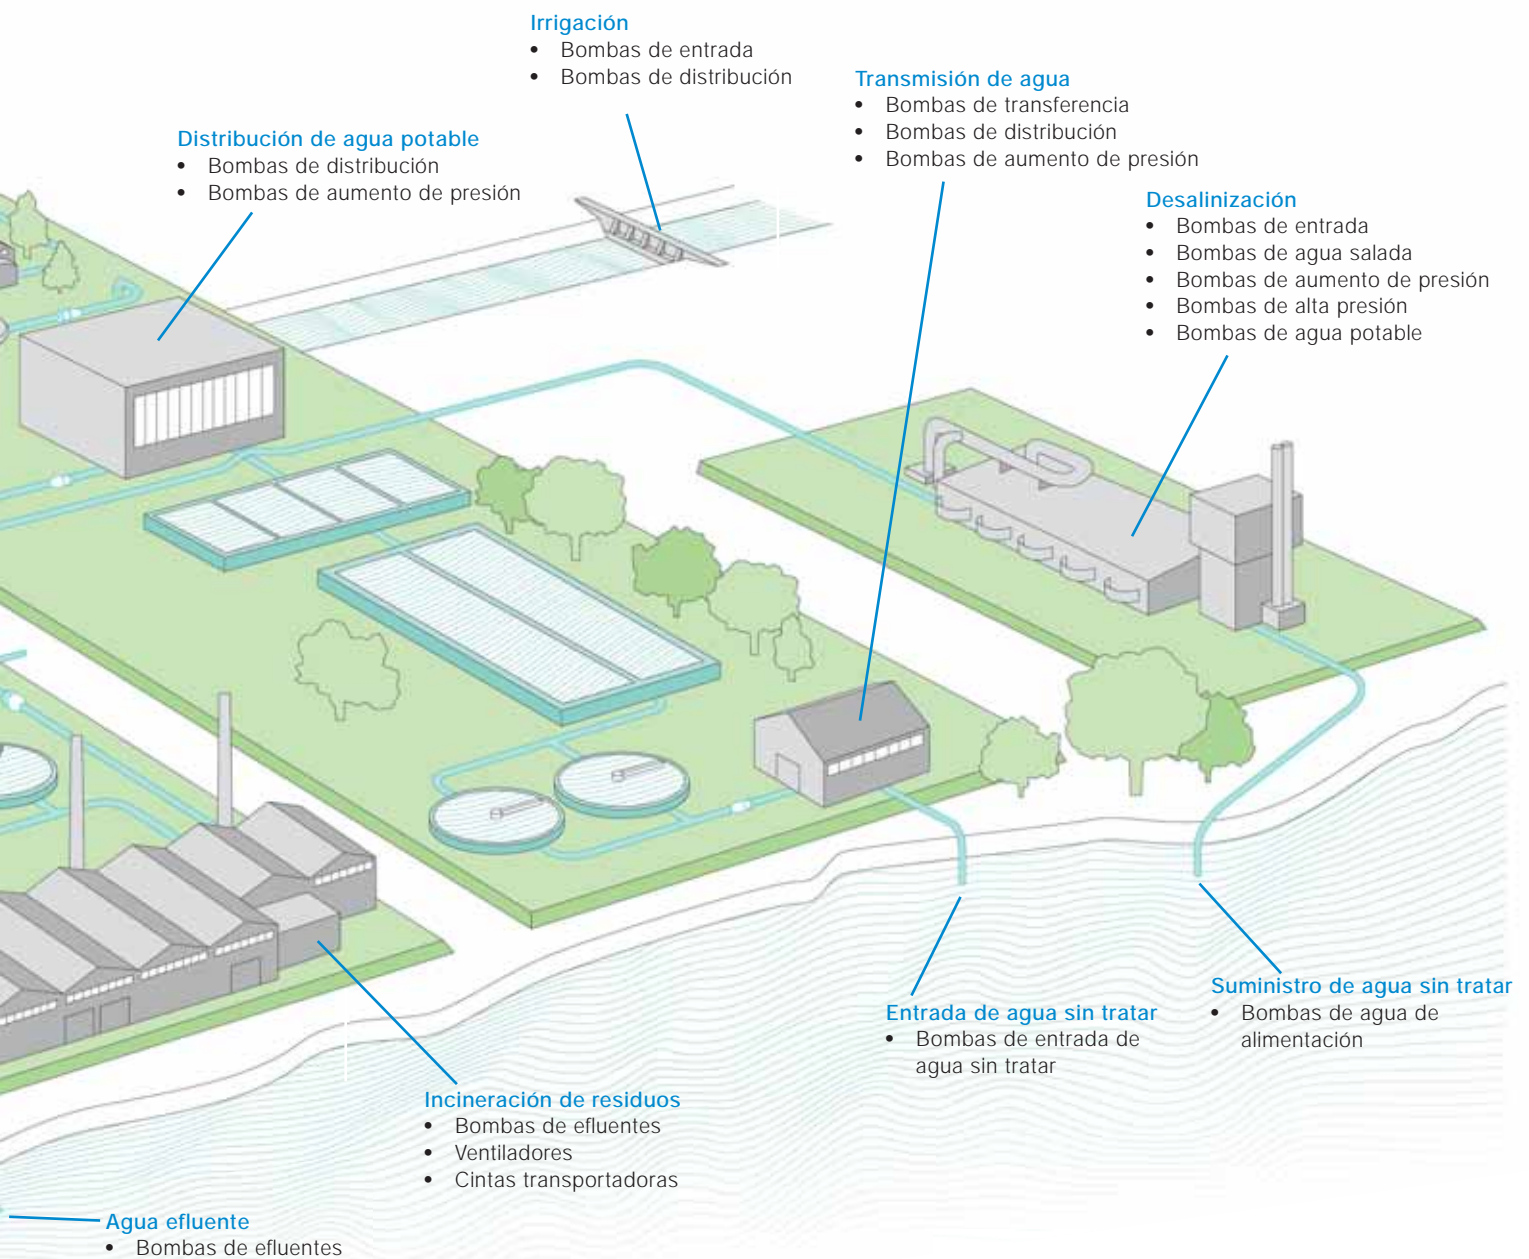 Irrigación
• Bombas de entrada
• Bombas de distribución
Transmisión de agua
• Bombas de transferencia
• Bombas de distribución
• Bombas de aumento de presión
Distribución de agua potable
• Bombas de distribución
• Bombas de aumento de presión
Desalinización
• Bombas de entrada
• Bombas de agua salada
• Bombas de aumento de presión
• Bombas de alta presión
• Bombas de agua potable
Suministro de agua sin tratar
• Bombas de agua de
alimentación
Entrada de agua sin tratar
• Bombas de entrada de
agua sin tratar
Incineración de residuos
• Bombas de efluentes
• Ventiladores
• Cintas transportadoras
Agua efluente
• Bombas de efluentes